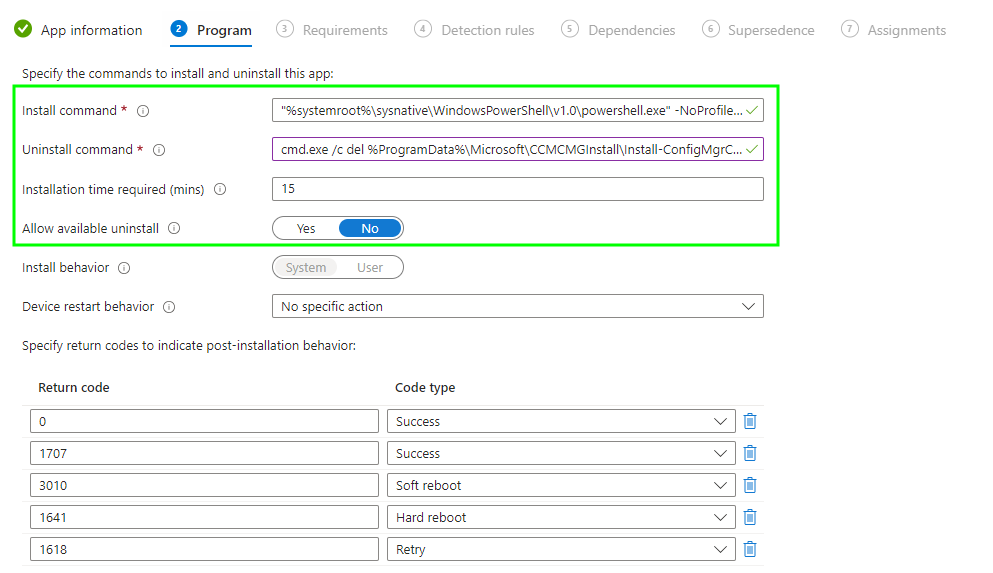 App information 2 Program 3 Requirements 4 Detection rules 5 Dependencies 6 Supersedence 7 Assignments
Specify the commands to install and uninstall this app:
Install command * "%systemroot%\sysnative\WindowsPowerShell\v1.0\powershell.exe" -NoProfile...
Uninstall command * cmd.exe /c del %ProgramData%\Microsoft\CCMCMGInstall\Install-ConfigMgrC...
Installation time required (mins) 15
Allow available uninstall Yes No
Install behavior System User
Device restart behavior No specific action
Specify return codes to indicate post-installation behavior:
Return code Code type
0 Success
1707 Success
3010 Soft reboot
1641 Hard reboot
1618 Retry